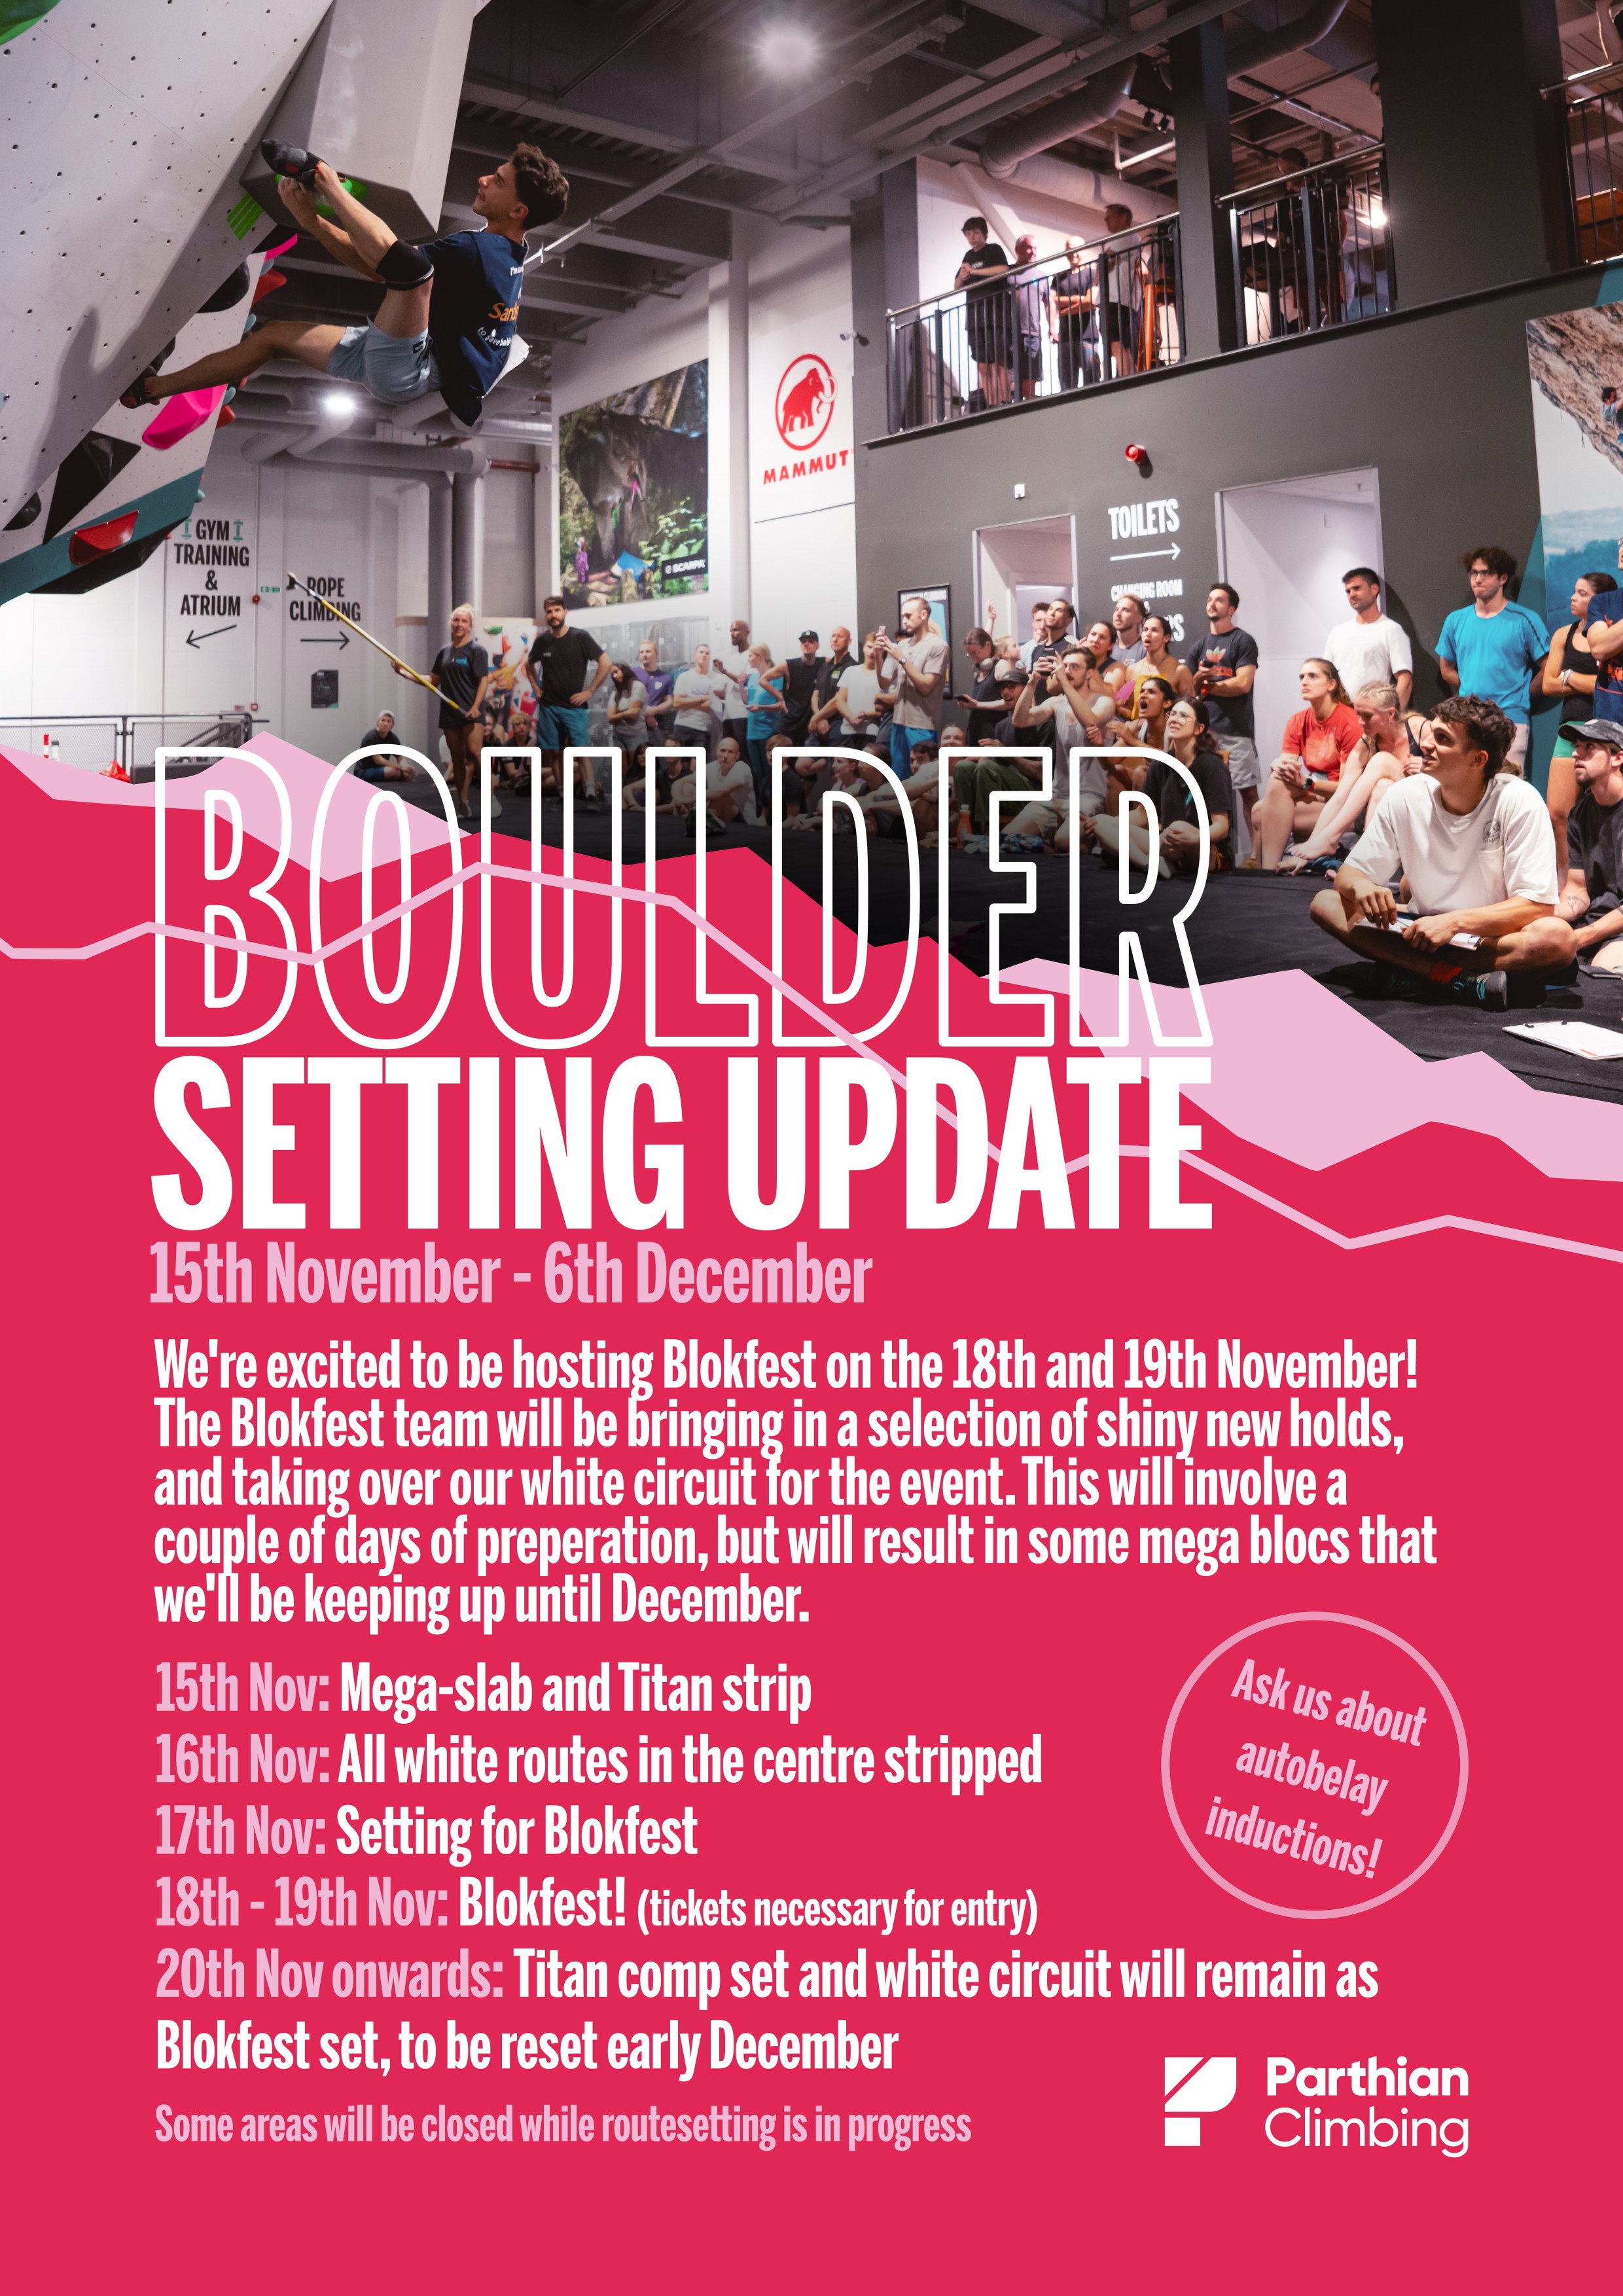 GYM
TRAINING
&
ATRIUM
ROPE
CLIMBING
SCARPA
MAMMUT
TOILETS
CHANGING ROOM
BOULDER
SETTING UPDATE
15th November - 6th December
We're excited to be hosting Blokfest on the 18th and 19th November!
The Blokfest team will be bringing in a selection of shiny new holds,
and taking over our white circuit for the event. This will involve a
couple of days of preperation, but will result in some mega blocs that
we'll be keeping up until December.
15th Nov: Mega-slab and Titan strip
16th Nov: All white routes in the centre stripped
17th Nov: Setting for Blokfest
18th - 19th Nov: Blokfest! (tickets necessary for entry)
20th Nov onwards: Titan comp set and white circuit will remain as
Blokfest set, to be reset early December
Some areas will be closed while routesetting is in progress
Ask us about
autobelay
inductions!
Parthian
Climbing